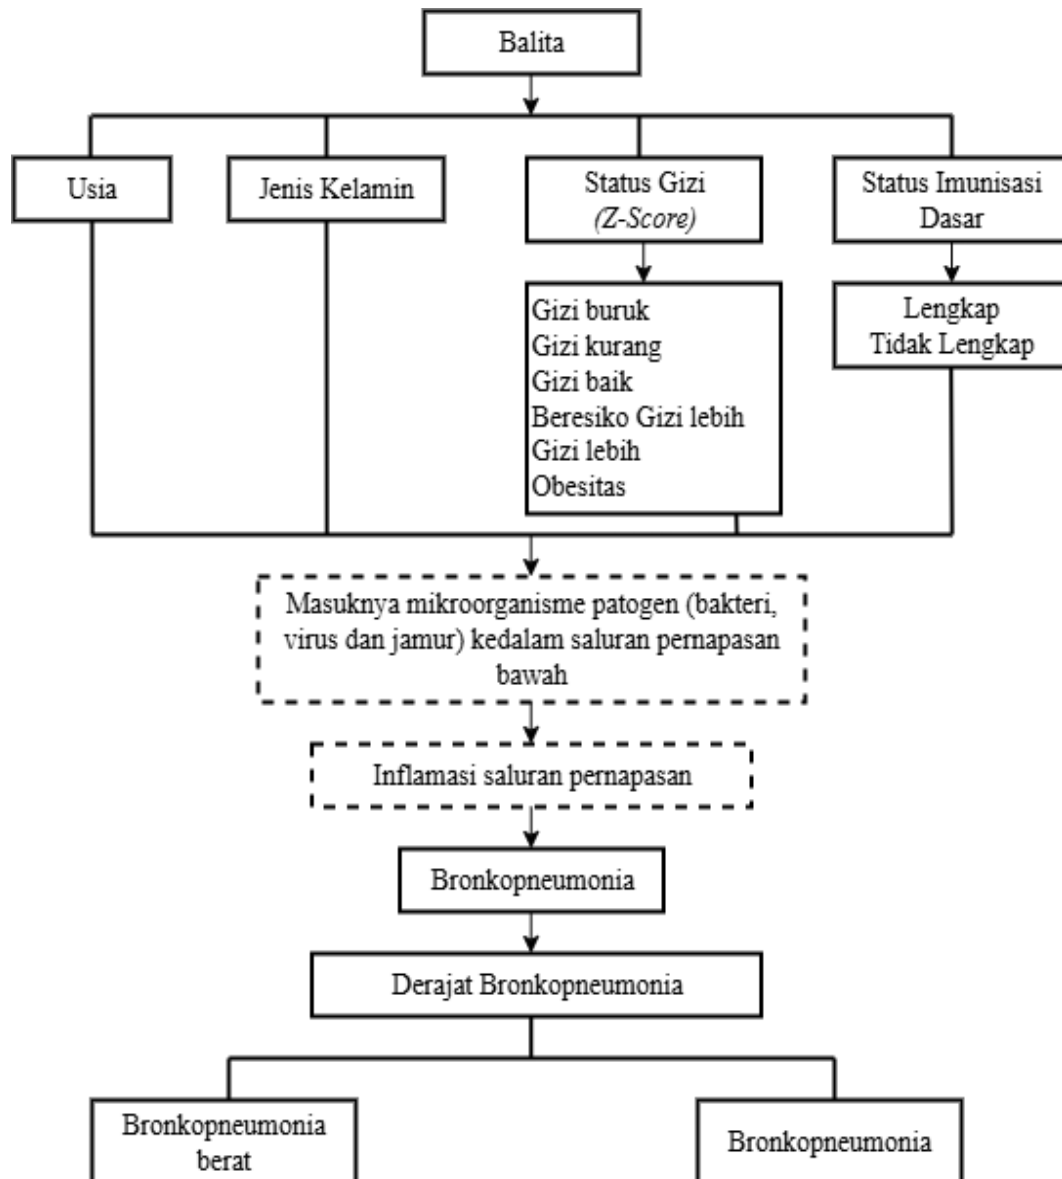 Balita
Usia
Jenis Kelamin
Status Gizi
(Z-Score)
Status Imunisasi
Dasar
Gizi buruk
Gizi kurang
Gizi baik
Beresiko Gizi lebih
Gizi lebih
Obesitas
Lengkap
Tidak Lengkap
Masuknya mikroorganisme patogen (bakteri,
virus dan jamur) kedalam saluran pernapasan
bawah
Inflamasi saluran pernapasan
Bronkopneumonia
Derajat Bronkopneumonia
Bronkopneumonia
berat
Bronkopneumonia